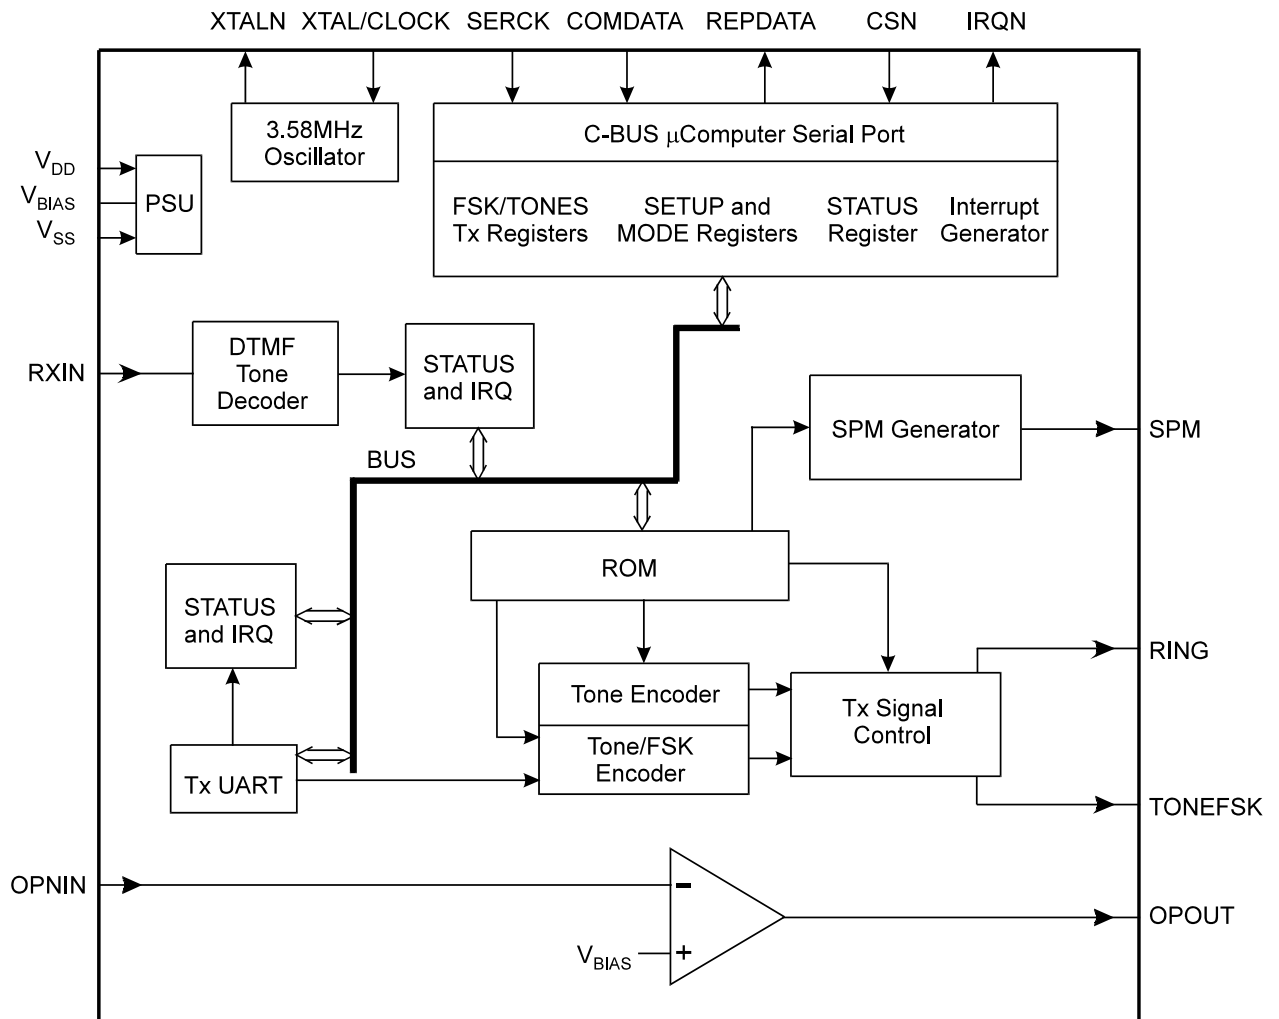 XTALN XTAL/CLOCK SERCK COMDATA REPDATA CSN IRQN
3.58MHz
Oscillator
C-BUS µComputer Serial Port
FSK/TONES
Tx Registers
SETUP and
MODE Registers
STATUS
Register
Interrupt
Generator
VDD
VBIAS
VSS
PSU
RXIN
DTMF
Tone
Decoder
STATUS
and IRQ
BUS
SPM Generator
SPM
ROM
STATUS
and IRQ
Tx UART
Tone Encoder
Tone/FSK
Encoder
Tx Signal
Control
RING
TONEFSK
OPNIN
-
+
VBIAS
OPOUT